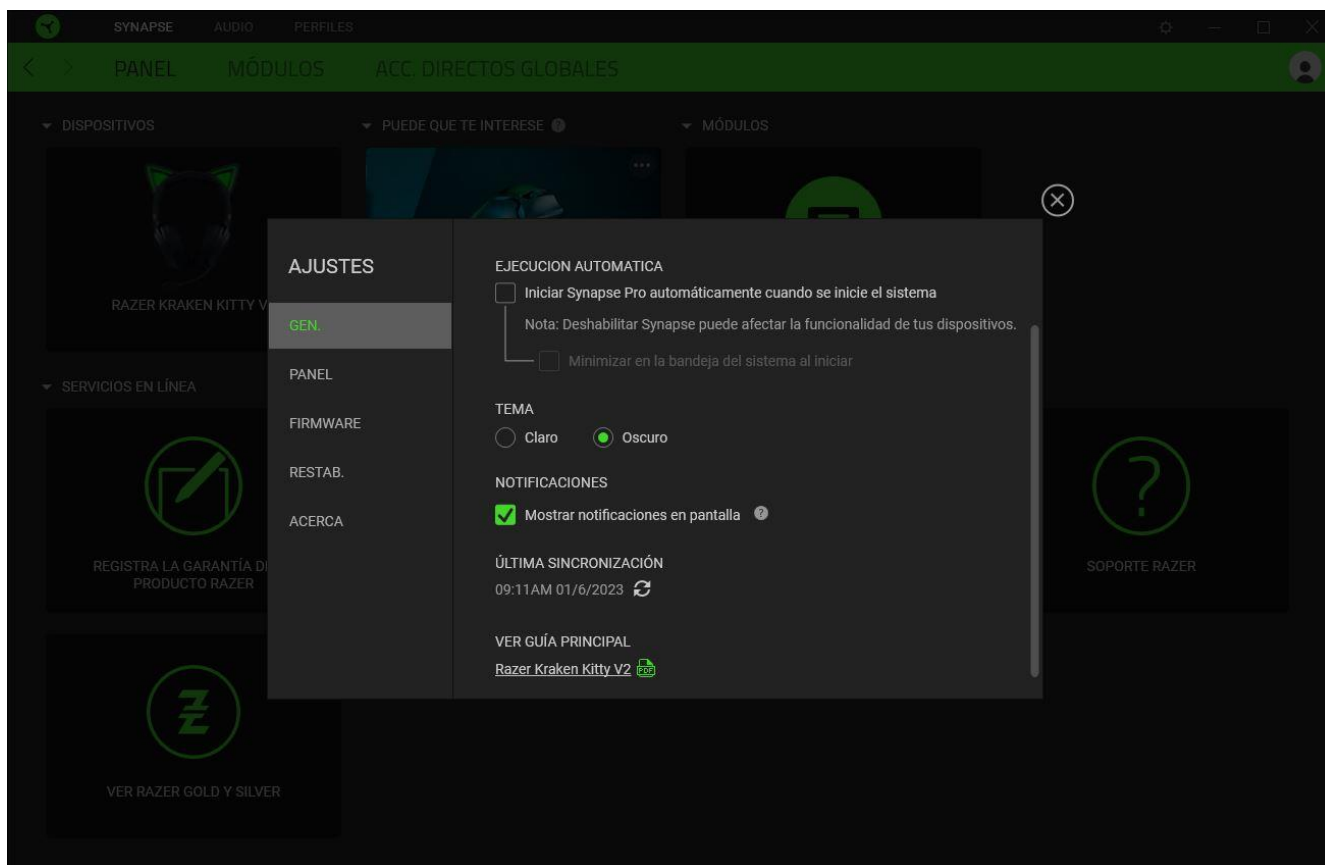 SYNAPSE AUDIO PERFILES
PANEL MÓDULOS ACC. DIRECTOS GLOBALES
DISPOSITIVOS
PUEDE QUE TE INTERESE ?
MÓDULOS
RAZER KRAKEN KITTY V
SERVICIOS EN LÍNEA
REGISTRA LA GARANTÍA
PRODUCTO RAZER
VER RAZER GOLD Y SILVER
SOPORTE RAZER
AJUSTES
GEN.
PANEL
FIRMWARE
RESTAB.
ACERCA
EJECUCION AUTOMATICA
Iniciar Synapse Pro automáticamente cuando se inicie el sistema
Nota: Deshabilitar Synapse puede afectar la funcionalidad de tus dispositivos.
Minimizar en la bandeja del sistema al iniciar
TEMA
Claro Oscuro
NOTIFICACIONES
Mostrar notificaciones en pantalla ?
ÚLTIMA SINCRONIZACIÓN
09:11AM 01/6/2023
VER GUÍA PRINCIPAL
Razer Kraken Kitty V2 PDF